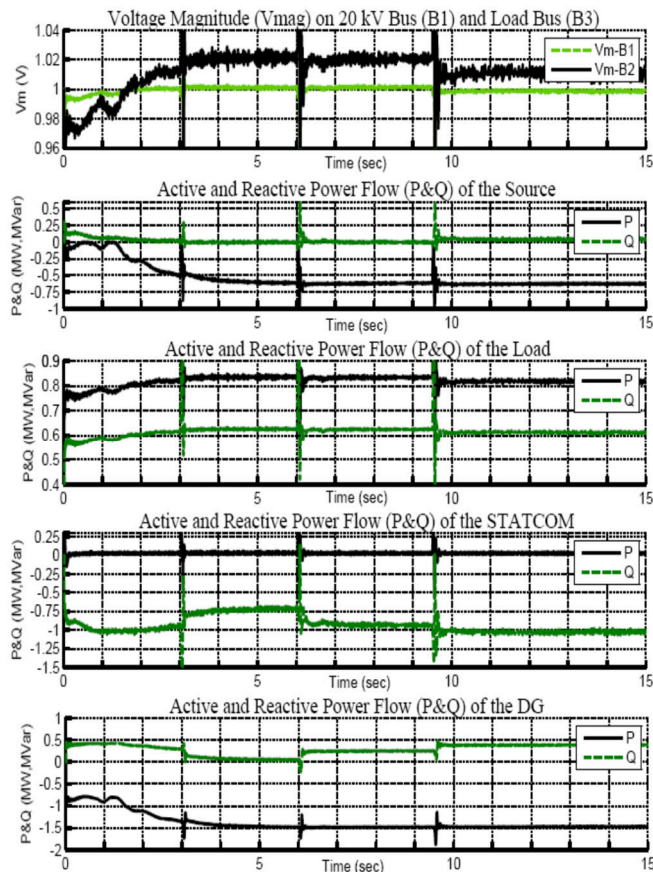 Voltage Magnitude (Vmag) on 20 kV Bus (B1) and Load Bus (B3)
1.04
1.02
1
0.98
0.96
Vm (V)
Vm-B1
Vm-B2
0 5 10 15
Time (sec)
Active and Reactive Power Flow (P&Q) of the Source
0.5
0.25
0
-0.25
-0.5
-0.75
-1
P&Q (MW,MVar)
P
Q
0 5 10 15
Time (sec)
Active and Reactive Power Flow (P&Q) of the Load
0.9
0.8
0.7
0.6
0.5
0.4
P&Q (MW,MVar)
P
Q
0 5 10 15
Time (sec)
Active and Reactive Power Flow (P&Q) of the STATCOM
0.25
0
-0.25
-0.5
-0.75
-1
-1.25
-1.5
P&Q (MW,MVar)
P
Q
0 5 10 15
Time (sec)
Active and Reactive Power Flow (P&Q) of the DG
1
0.5
0
-0.5
-1
-1.5
-2
P&Q (MW,MVar)
P
Q
0 5 10 15
Time (sec)